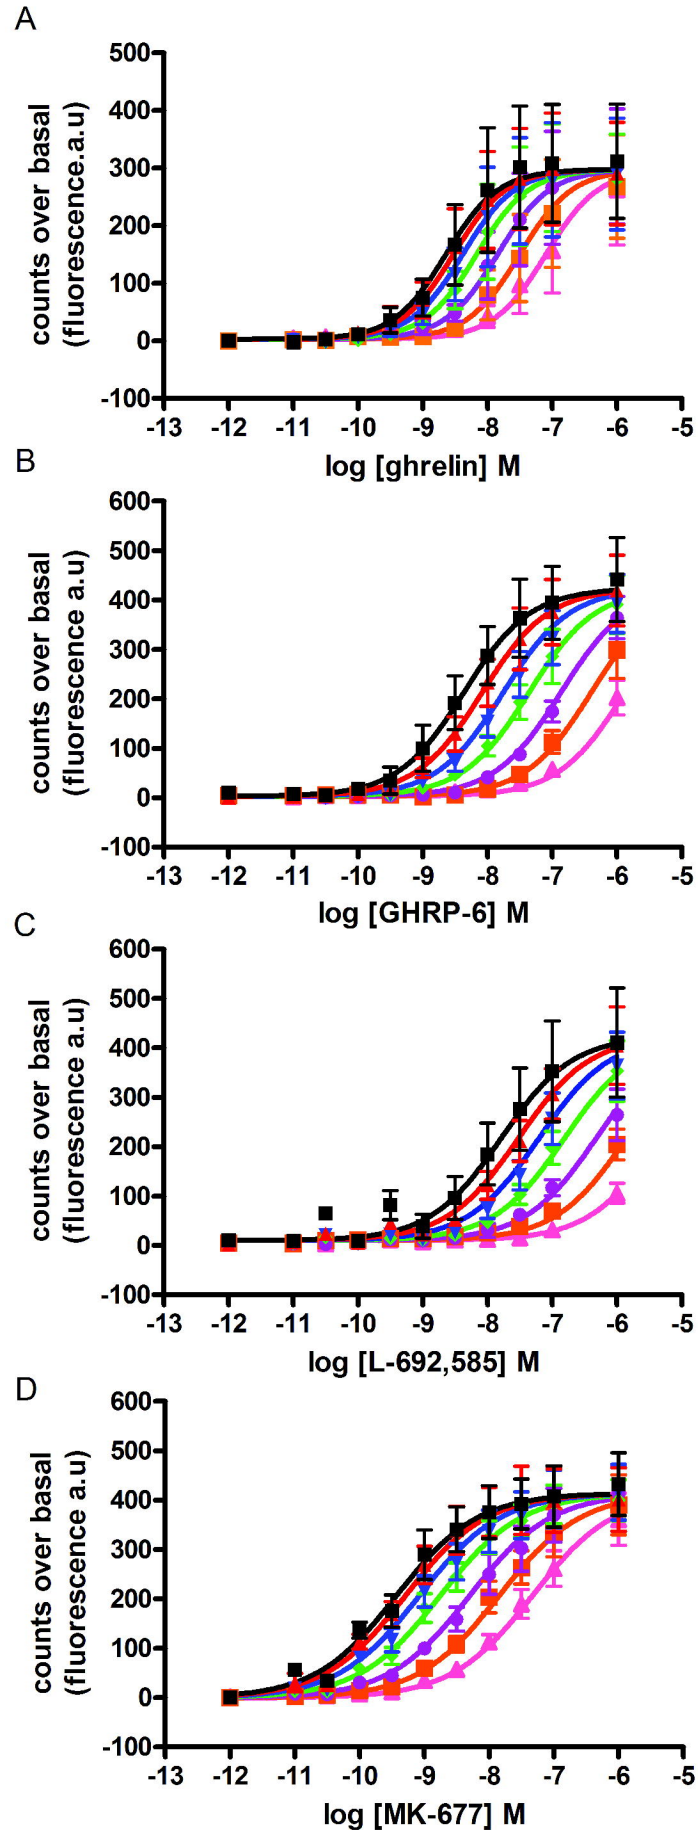 A
counts over basal
(fluorescence.a.u)
500
400
300
200
100
0
-100
-13 -12 -11 -10 -9 -8 -7 -6 -5
log [ghrelin] M
B
counts over basal
(fluorescence a.u)
600
500
400
300
200
100
0
-100
-13 -12 -11 -10 -9 -8 -7 -6 -5
log [GHRP-6] M
C
counts over basal
(fluorescence a.u)
600
500
400
300
200
100
0
-100
-13 -12 -11 -10 -9 -8 -7 -6 -5
log [L-692,585] M
D
counts over basal
(fluorescence a.u)
600
500
400
300
200
100
0
-100
-13 -12 -11 -10 -9 -8 -7 -6 -5
log [MK-677] M